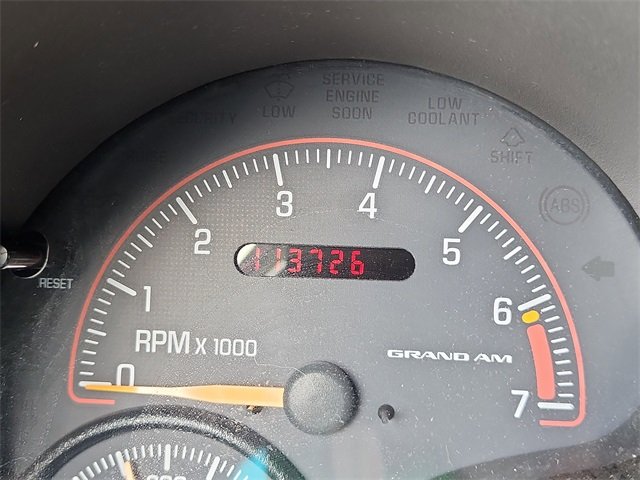 SERVICE
ENGINE
SOON
SECURITY
LOW
LOW
COOLANT
SHIFT
ABS
3
4
2
5
113726
RESET
1
6
RPM X 1000
GRAND AM
0
7